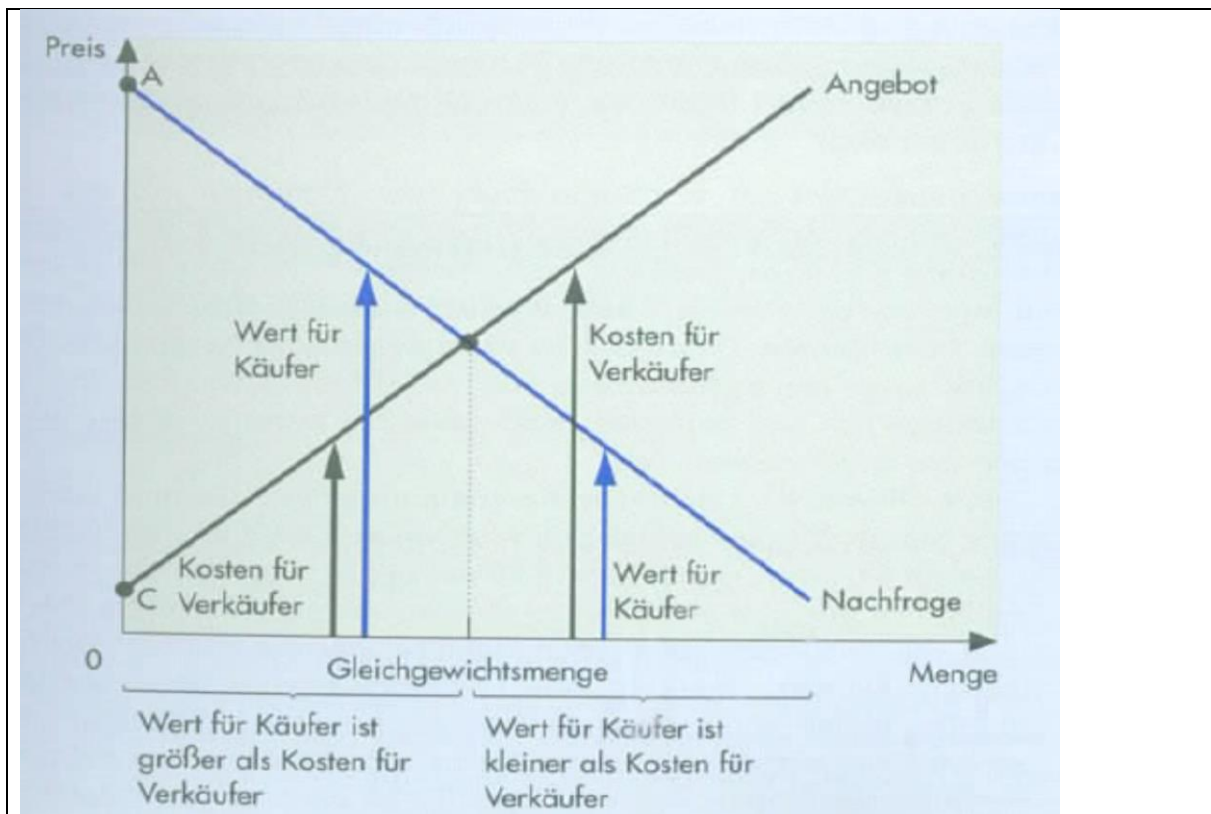 Preis
A
Angebot
Wert für
Käufer
Kosten für
Verkäufer
Kosten für
Verkäufer
C
Wert für
Käufer
Nachfrage
0
Gleichgewichtsmenge
Menge
Wert für Käufer ist
größer als Kosten für
Verkäufer
Wert für Käufer ist
kleiner als Kosten für
Verkäufer